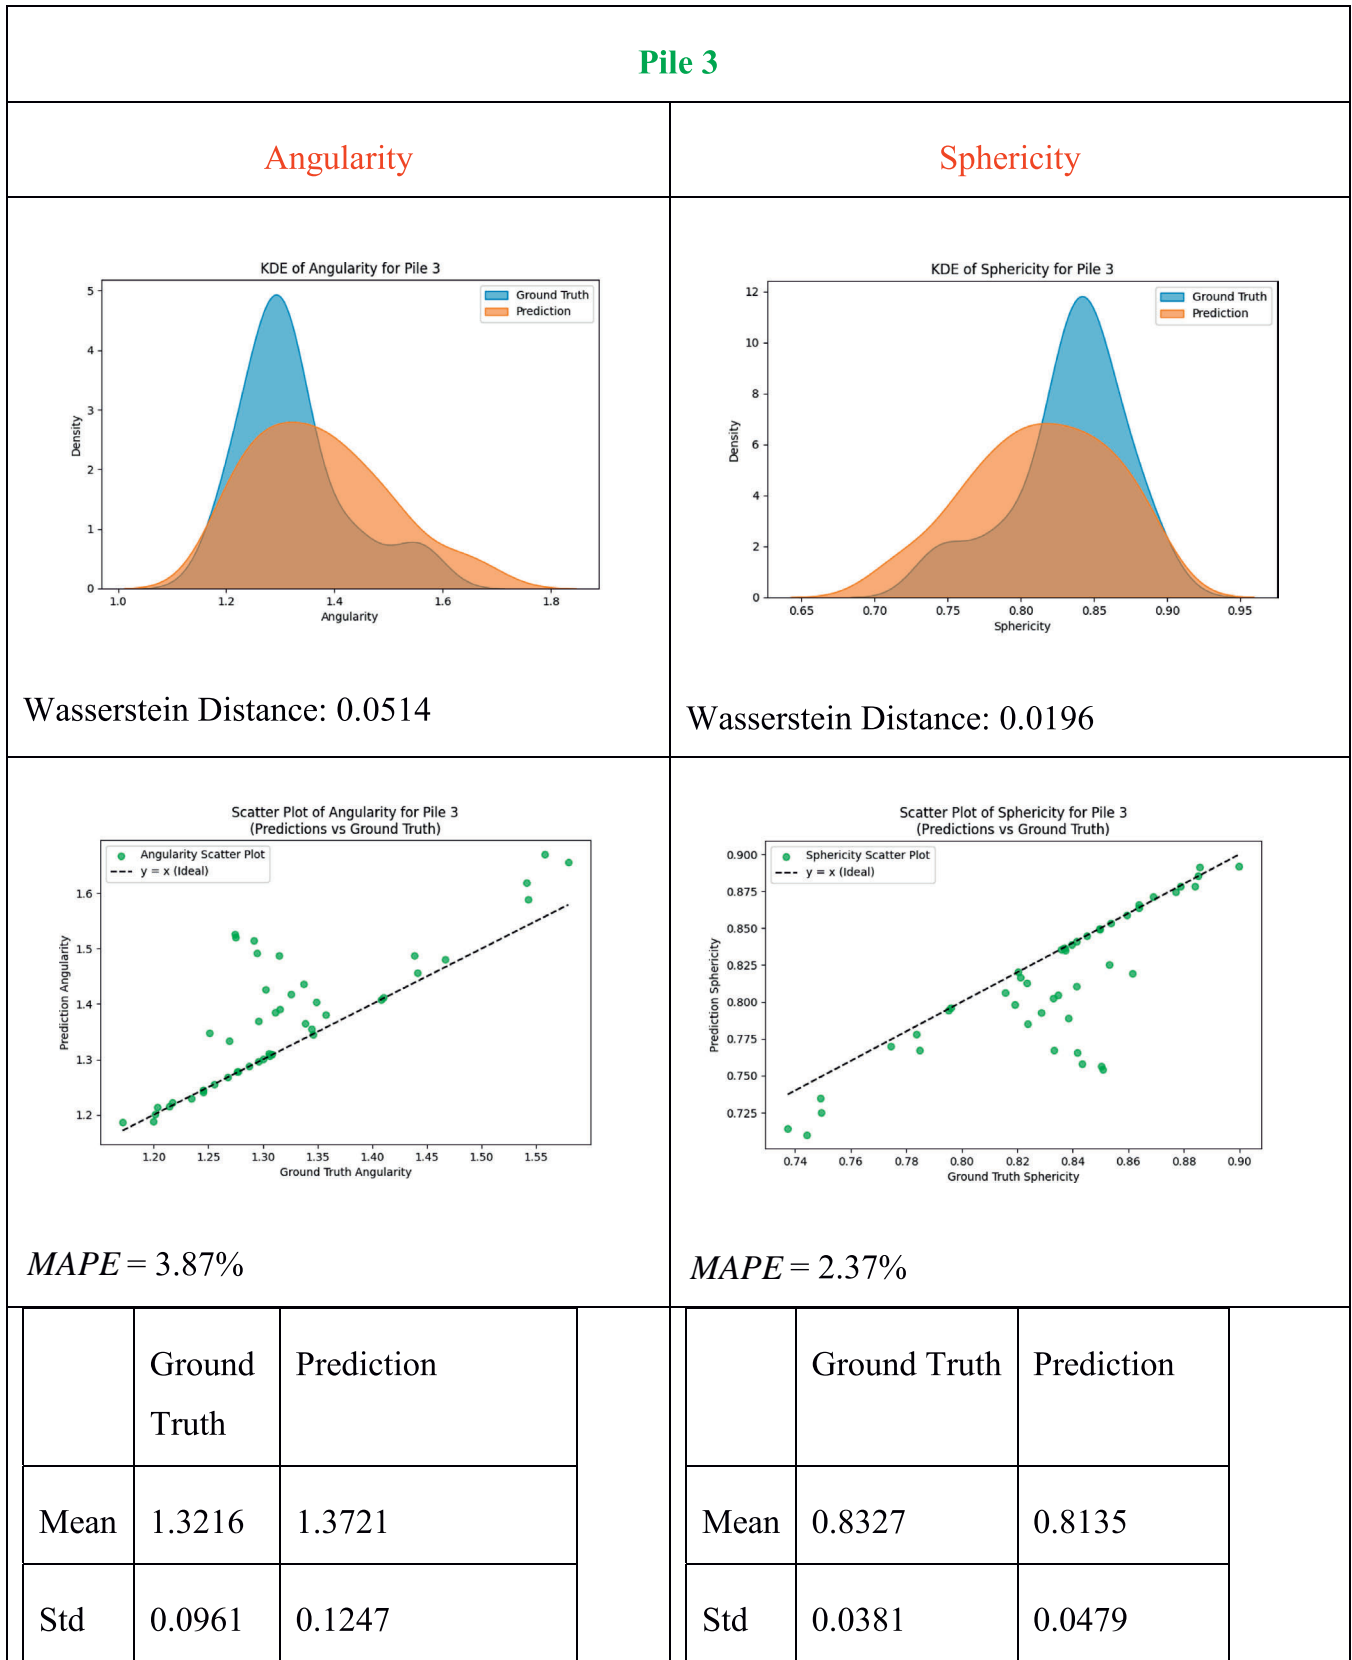 Pile 3
Angularity
Sphericity
KDE of Angularity for Pile 3
Ground Truth
Prediction
5
4
3
2
1
0
Density
1.0 1.2 1.4 1.6 1.8
Angularity
Wasserstein Distance: 0.0514
KDE of Sphericity for Pile 3
Ground Truth
Prediction
12
10
8
6
4
2
0
Density
0.65 0.70 0.75 0.80 0.85 0.90 0.95
Sphericity
Wasserstein Distance: 0.0196
Scatter Plot of Angularity for Pile 3
(Predictions vs Ground Truth)
Angularity Scatter Plot
y = x (Ideal)
1.6
1.5
1.4
1.3
1.2
Prediction Angularity
1.20 1.25 1.30 1.35 1.40 1.45 1.50 1.55
Ground Truth Angularity
MAPE = 3.87%
Scatter Plot of Sphericity for Pile 3
(Predictions vs Ground Truth)
Sphericity Scatter Plot
y = x (Ideal)
0.900
0.875
0.850
0.825
0.800
0.775
0.750
0.725
Prediction Sphericity
0.74 0.76 0.78 0.80 0.82 0.84 0.86 0.88 0.90
Ground Truth Sphericity
MAPE = 2.37%
Ground Prediction
Truth
Mean 1.3216 1.3721
Std 0.0961 0.1247
Ground Truth Prediction
Mean 0.8327 0.8135
Std 0.0381 0.0479